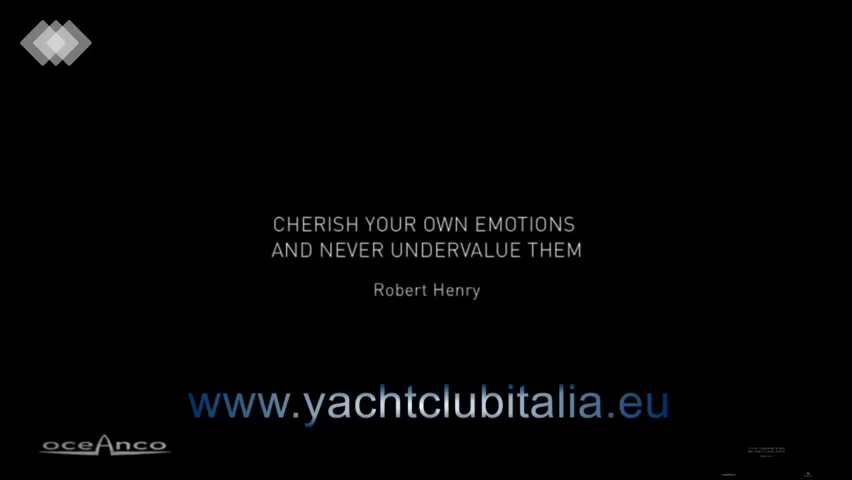 CHERISH YOUR OWN EMOTIONS
AND NEVER UNDERVALUE THEM
Robert Henry
www.yachtclubitalia.eu
oceAnco